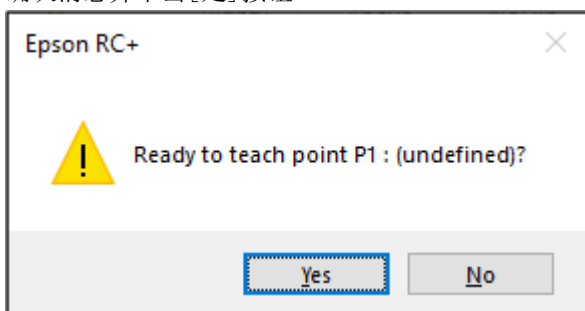 Epson RC+
Ready to teach point P1 : (undefined)?
Yes
No